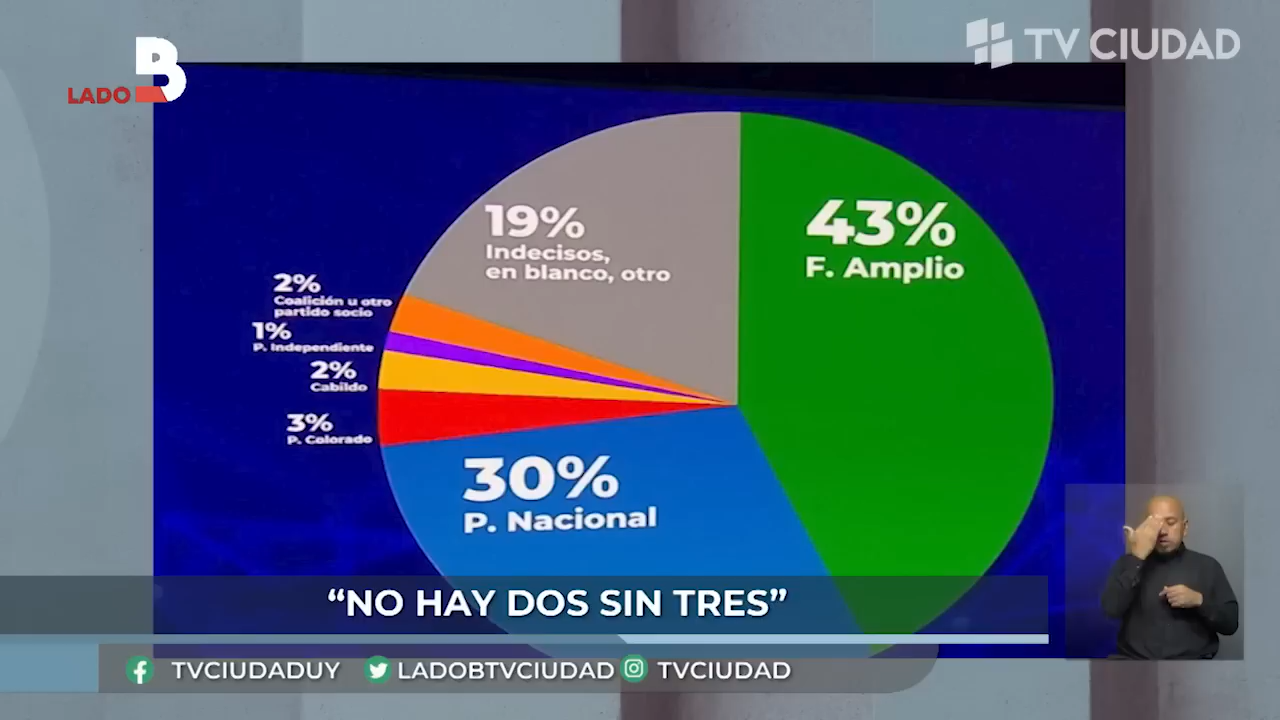 LADO B
TV CIUDAD
19%
Indecisos,
en blanco, otro
43%
F. Amplio
2%
Coalición u otro
partido socio
1%
P. Independiente
2%
Cabildo
3%
P. Colorado
30%
P. Nacional
“NO HAY DOS SIN TRES”
TVCIUDADUY LADOBTVCIUDAD TVCIUDAD